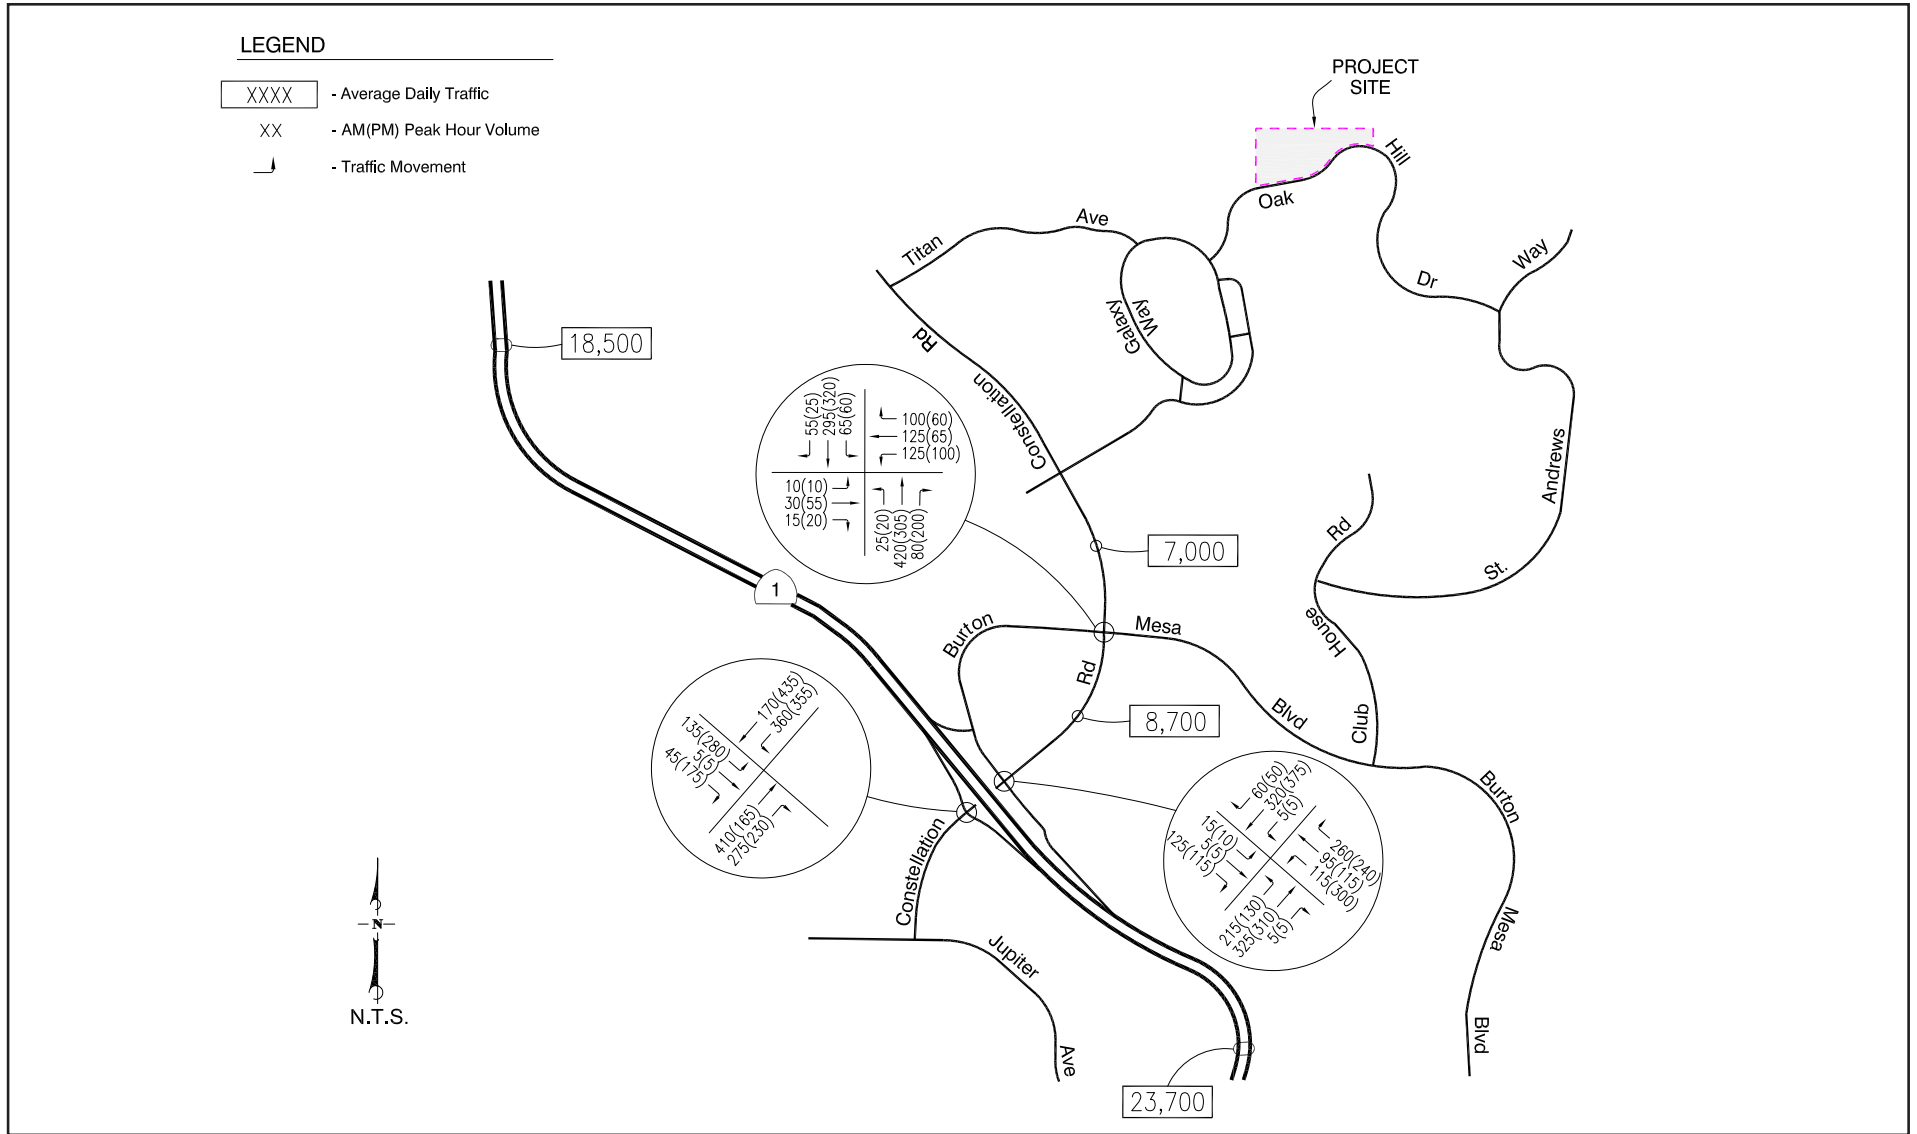 LEGEND
XXXX - Average Daily Traffic
XX - AM(PM) Peak Hour Volume
- Traffic Movement
PROJECT
SITE
Hill
Oak
Ave
Titan
Way
Dr
Galaxy
Way
18,500
Rd
Constellation
55(25)
295(320)
65(60)
100(60)
125(65)
125(100)
10(10)
30(55)
15(20)
25(20)
420(305)
80(200)
Andrews
Rd
7,000
St.
1
House
Burton
Mesa
Rd
Blvd
Club
8,700
170(435)
360(355)
135(280)
5(5)
45(175)
410(165)
275(230)
60(50)
320(375)
5(5)
15(10)
5(5)
125(115)
260(240)
95(115)
115(300)
215(130)
325(310)
5(5)
Burton
Mesa
Blvd
Constellation
Jupiter
Ave
N
N.T.S.
23,700